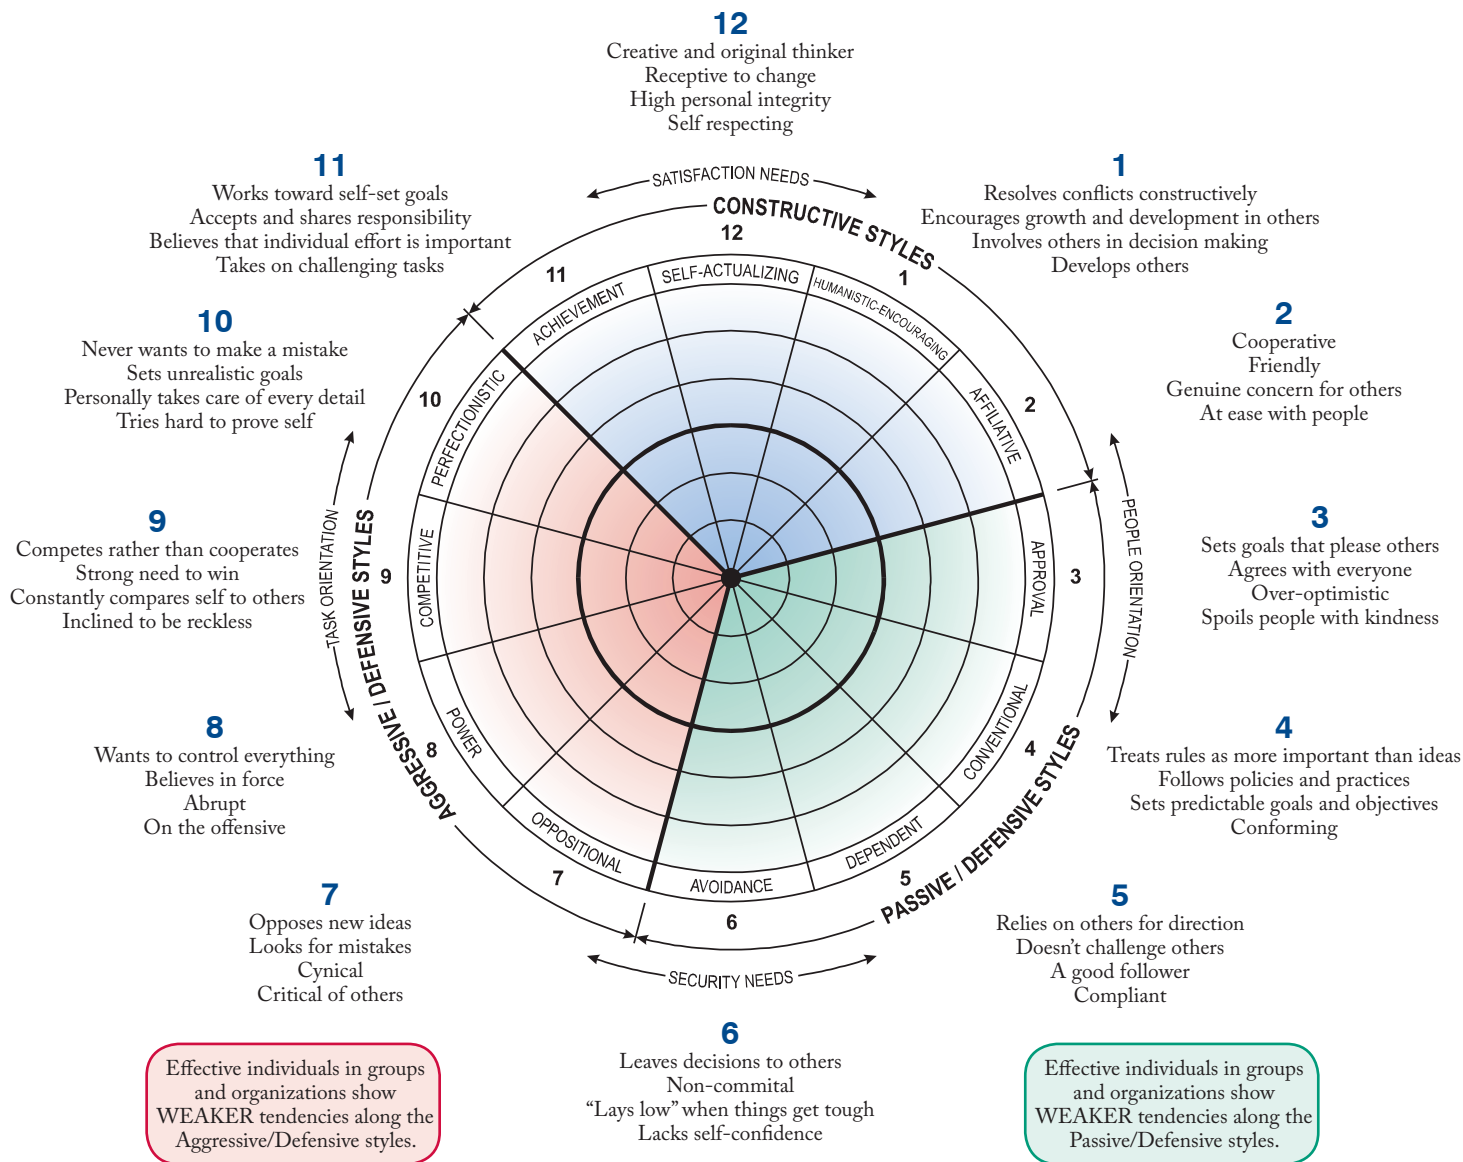 12
Creative and original thinker
Receptive to change
High personal integrity
Self respecting
11
Works toward self-set goals
Accepts and shares responsibility
Believes that individual effort is important
Takes on challenging tasks
1
Resolves conflicts constructively
Encourages growth and development in others
Involves others in decision making
Develops others
10
Never wants to make a mistake
Sets unrealistic goals
Personally takes care of every detail
Tries hard to prove self
2
Cooperative
Friendly
Genuine concern for others
At ease with people
9
Competes rather than cooperates
Strong need to win
Constantly compares self to others
Inclined to be reckless
3
Sets goals that please others
Agrees with everyone
Over-optimistic
Spoils people with kindness
8
Wants to control everything
Believes in force
Abrupt
On the offensive
4
Treats rules as more important than ideas
Follows policies and practices
Sets predictable goals and objectives
Conforming
7
Opposes new ideas
Looks for mistakes
Cynical
Critical of others
5
Relies on others for direction
Doesn't challenge others
A good follower
Compliant
6
Leaves decisions to others
Non-commital
“Lays low” when things get tough
Lacks self-confidence
SATISFACTION NEEDS
CONSTRUCTIVE STYLES
PEOPLE ORIENTATION
PASSIVE / DEFENSIVE STYLES
SECURITY NEEDS
AGGRESSIVE / DEFENSIVE STYLES
TASK ORIENTATION
12
SELF-ACTUALIZING
1
HUMANISTIC-ENCOURAGING
2
AFFILIATIVE
3
APPROVAL
4
CONVENTIONAL
5
DEPENDENT
6
AVOIDANCE
7
OPPOSITIONAL
8
POWER
9
COMPETITIVE
10
PERFECTIONISTIC
11
ACHIEVEMENT
Effective individuals in groups
and organizations show
WEAKER tendencies along the
Aggressive/Defensive styles.
Effective individuals in groups
and organizations show
WEAKER tendencies along the
Passive/Defensive styles.